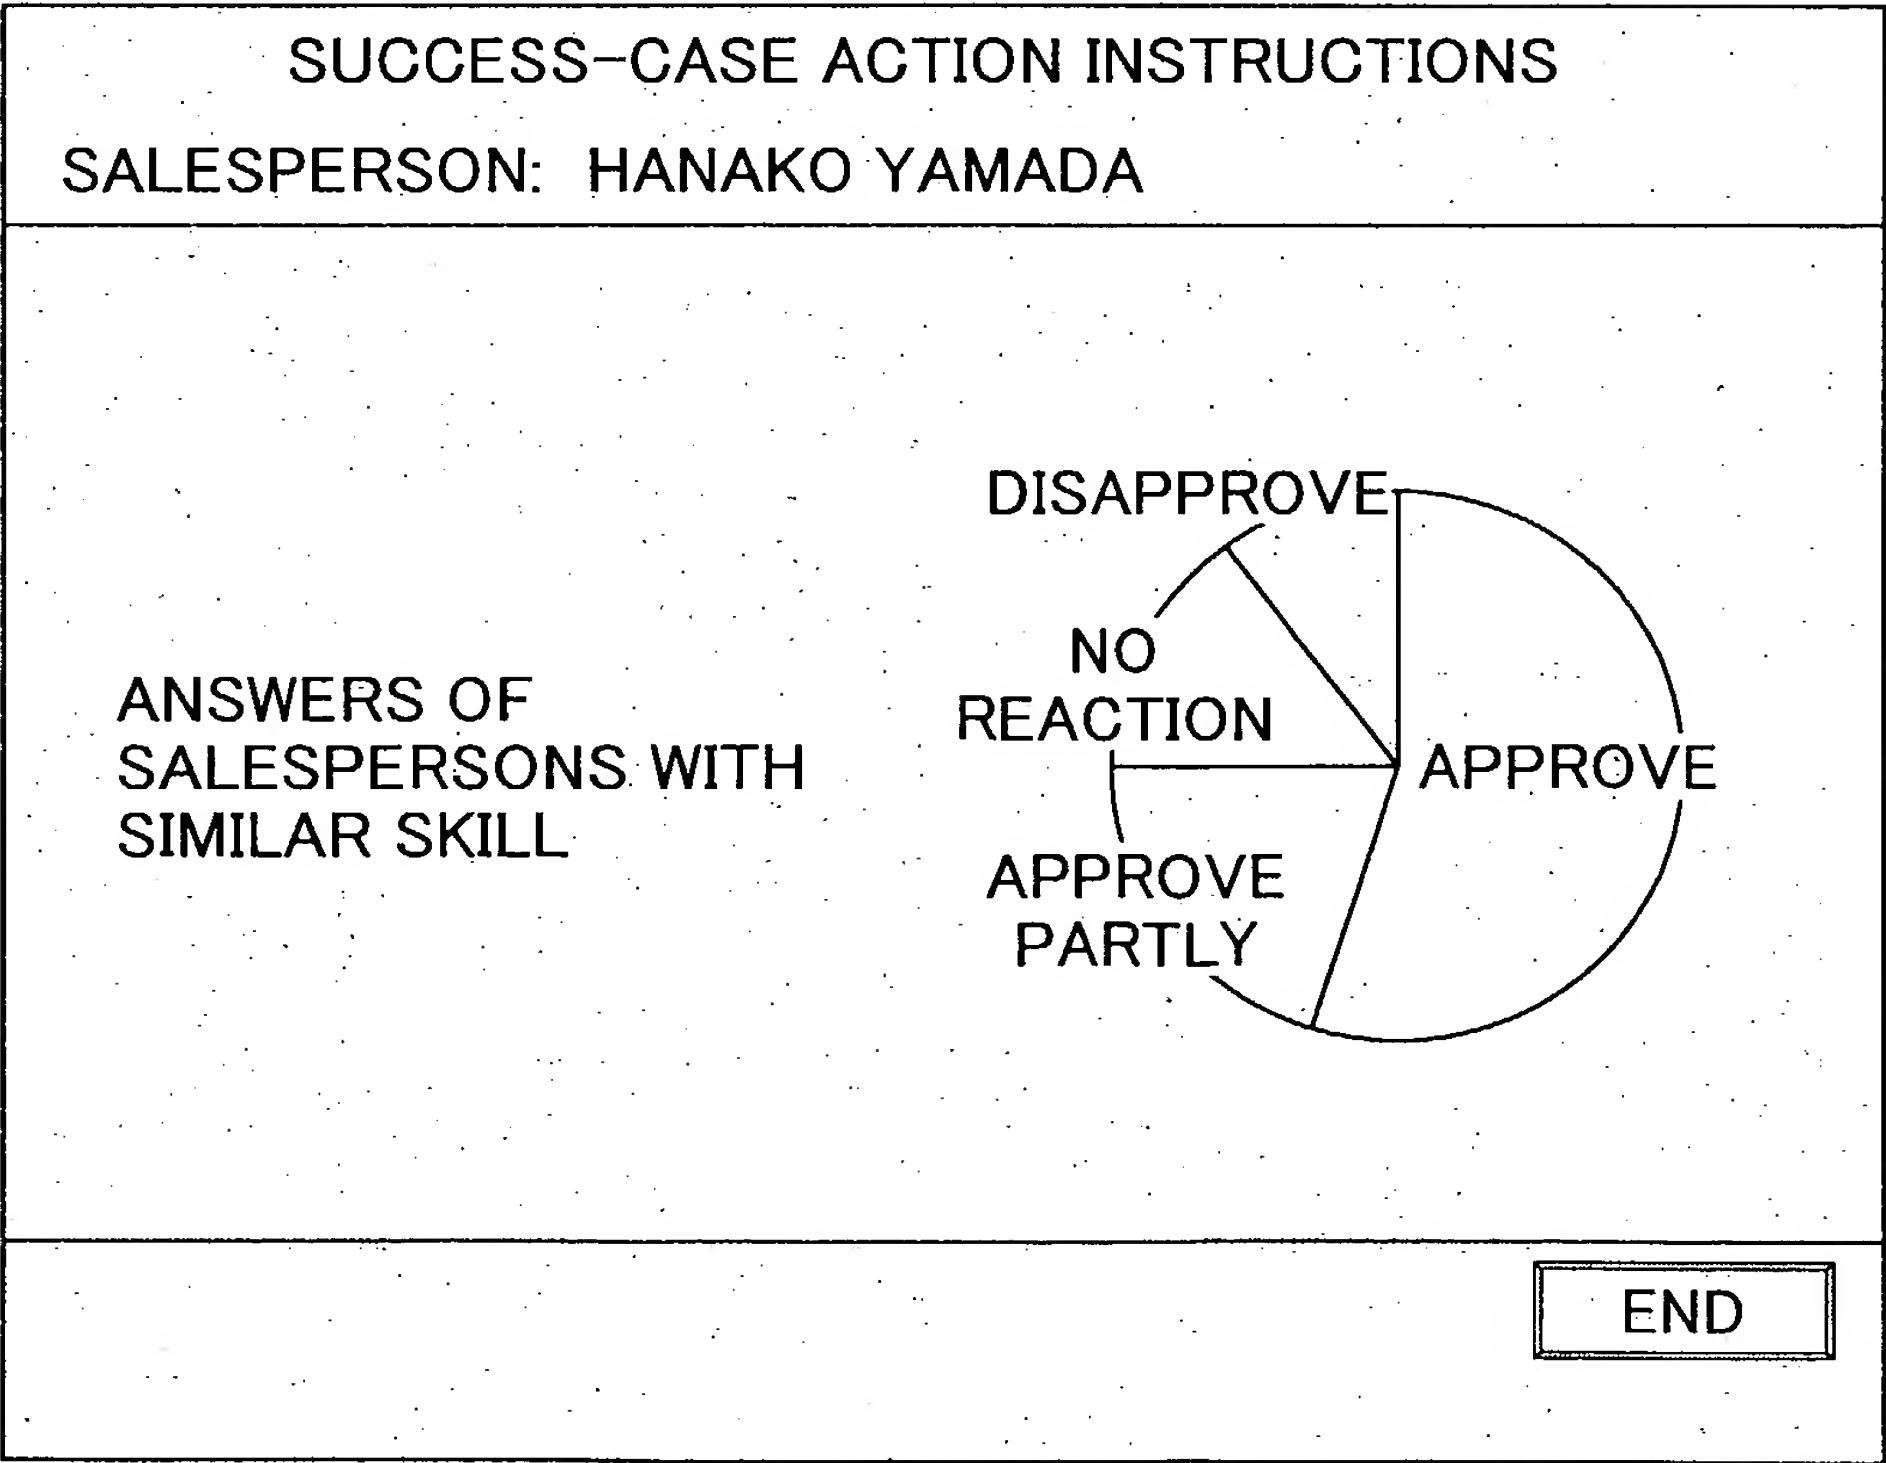 SUCCESS-CASE ACTION INSTRUCTIONS
SALESPERSON: HANAKO YAMADA
ANSWERS OF
SALESPERSONS WITH
SIMILAR SKILL
DISAPPROVE
NO
REACTION
APPROVE
APPROVE
PARTLY
END